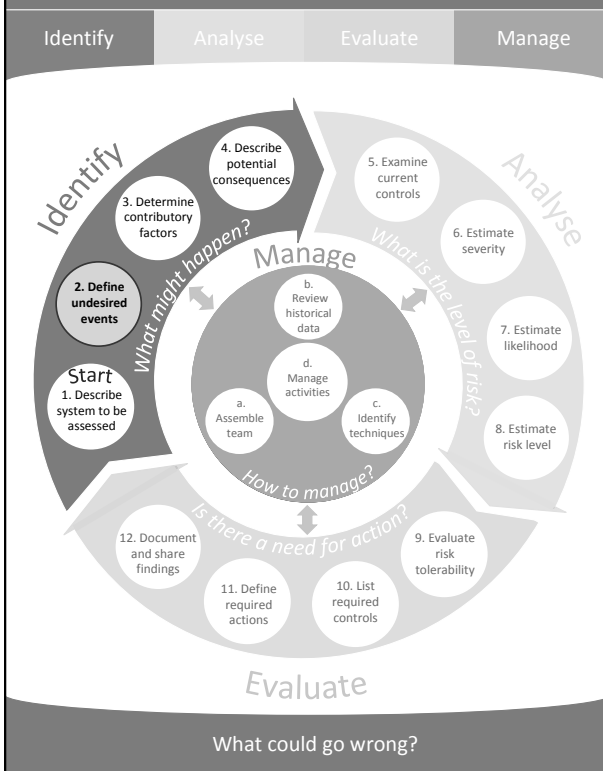 Identify
Analyse
Evaluate
Manage
Identify
4. Describe
potential
consequences
3. Determine
contributory
factors
2. Define
undesired
events
Start
1. Describe
system to be
assessed
What might happen?
Analyse
5. Examine
current
controls
6. Estimate
severity
7. Estimate
likelihood
8. Estimate
risk level
What is the level of risk?
Manage
b.
Review
historical
data
d.
Manage
activities
a.
Assemble
team
c.
Identify
techniques
How to manage?
Is there a need for action?
9. Evaluate
risk
tolerability
10. List
required
controls
11. Define
required
actions
12. Document
and share
findings
Evaluate
What could go wrong?